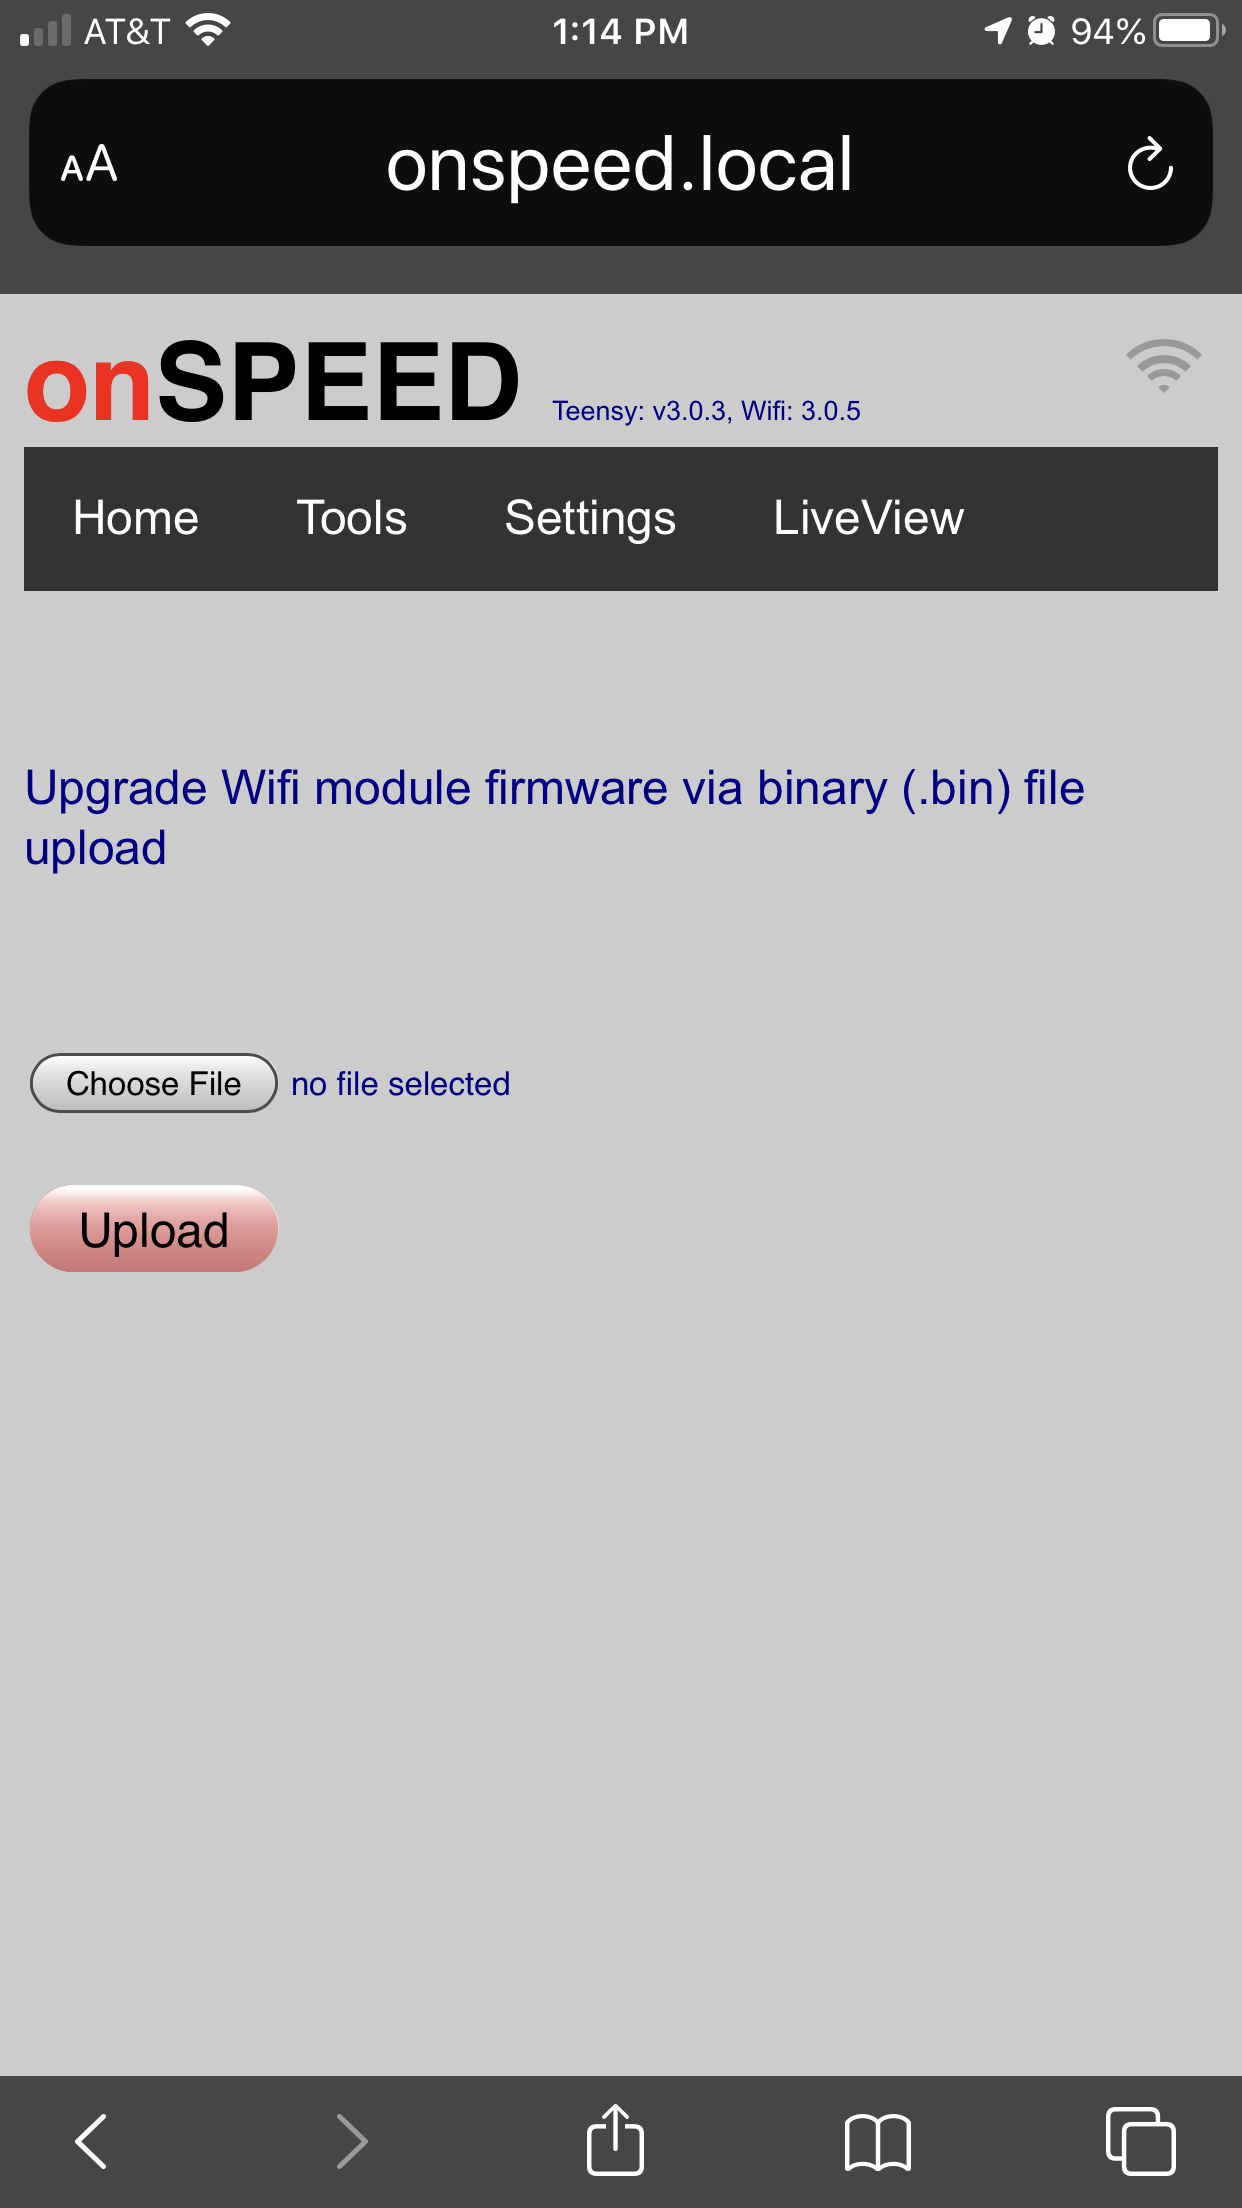 AT&T 1:14 PM 94%
AA onspeed.local
onSPEED Teensy: v3.0.3, Wifi: 3.0.5
Home Tools Settings LiveView
Upgrade Wifi module firmware via binary (.bin) file
upload
Choose File no file selected
Upload